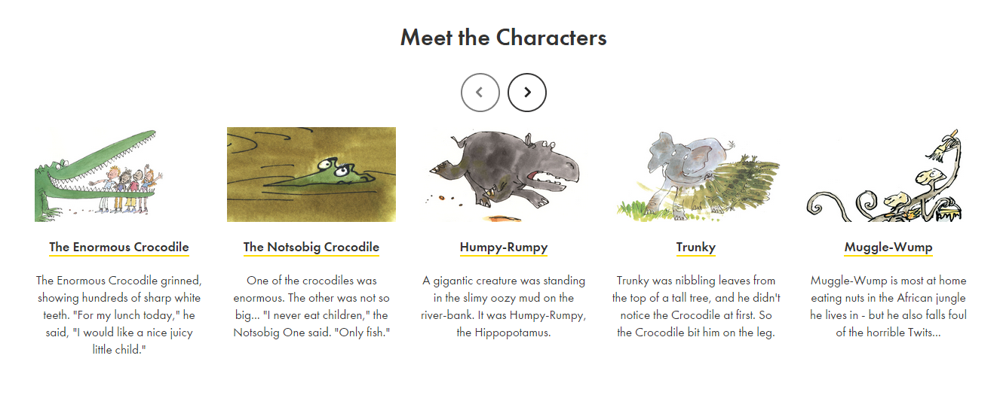 Meet the Characters
The Enormous Crocodile
The Enormous Crocodile grinned,
showing hundreds of sharp white
teeth. "For my lunch today," he
said, "I would like a nice juicy
little child."
The Notsobig Crocodile
One of the crocodiles was
enormous. The other was not so
big... "I never eat children," the
Notsobig One said. "Only fish."
Humpy-Rumpy
A gigantic creature was standing
in the slimy oozy mud on the
river-bank. It was Humpy-Rumpy,
the Hippopotamus.
Trunky
Trunky was nibbling leaves from
the top of a tall tree, and he didn't
notice the Crocodile at first. So
the Crocodile bit him on the leg.
Muggle-Wump
Muggle-Wump is most at home
eating nuts in the African jungle
he lives in - but he also falls foul
of the horrible Twits...